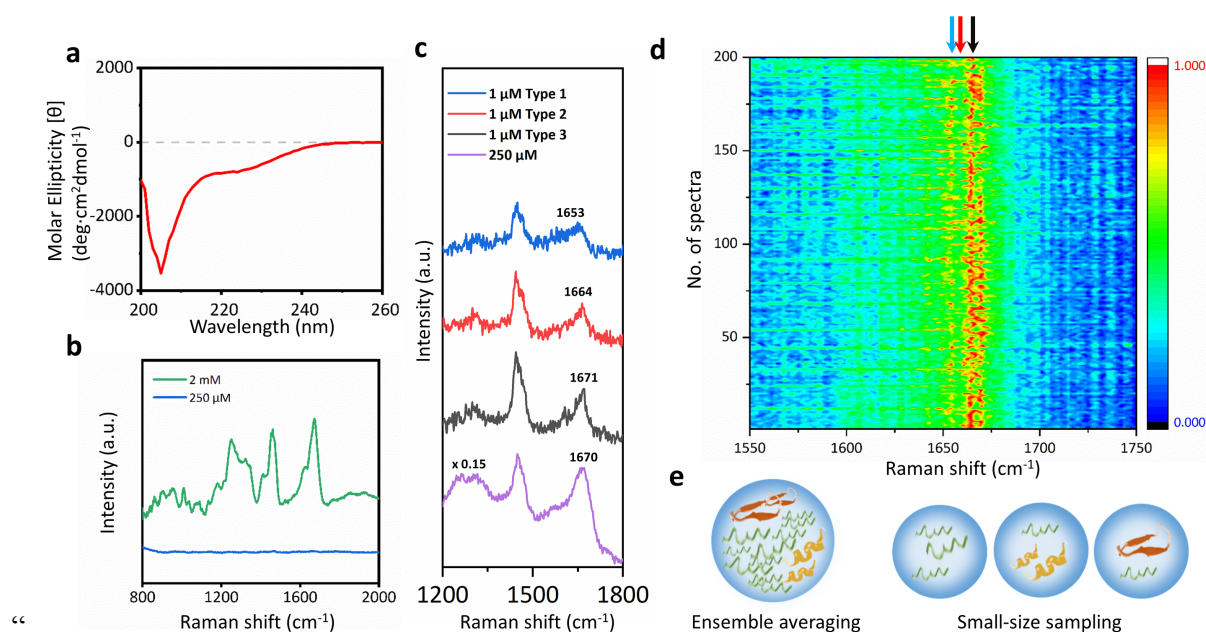 a
2000
0
-2000
-4000
Molar Ellipticity [θ]
(deg·cm²dmol⁻¹)
200 210 220 230 240 250 260
Wavelength (nm)
b
2 mM
250 µM
Intensity (a.u.)
800 1200 1600 2000
Raman shift (cm⁻¹)
c
1 µM Type 1
1 µM Type 2
1 µM Type 3
250 µM
1653
1664
1671
x 0.15
1670
Intensity (a.u.)
1200 1500 1800
Raman shift (cm⁻¹)
d
200
150
100
50
No. of spectra
1550 1600 1650 1700 1750
Raman shift (cm⁻¹)
1.000
0.000
e
Ensemble averaging
Small-size sampling
“